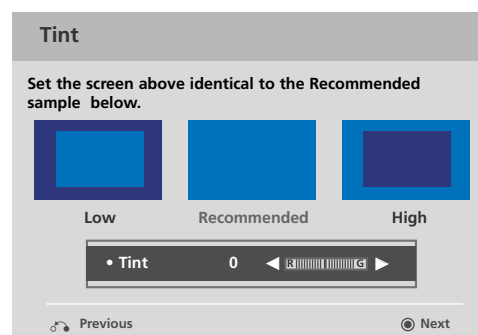 Tint
Set the screen above identical to the Recommended
sample below.
Low Recommended High
• Tint 0 R G
Previous Next